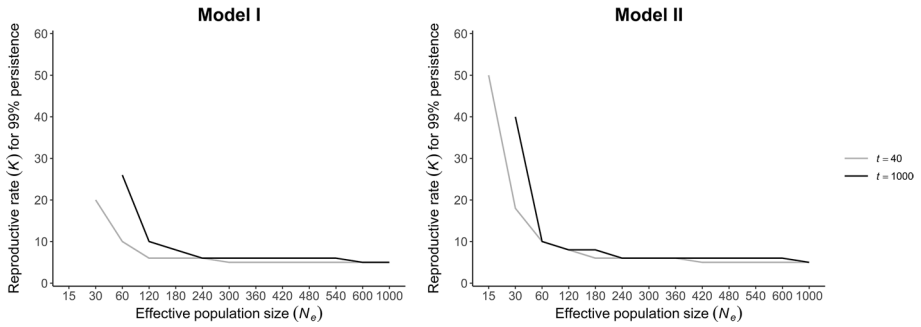 Model I
Model II
Reproductive rate (K) for 99% persistence
60
50
40
30
20
10
0
15 30 60 120 180 240 300 360 420 480 540 600 1000
Effective population size (Ne)
Reproductive rate (K) for 99% persistence
60
50
40
30
20
10
0
15 30 60 120 180 240 300 360 420 480 540 600 1000
Effective population size (Ne)
t = 40
t = 1000